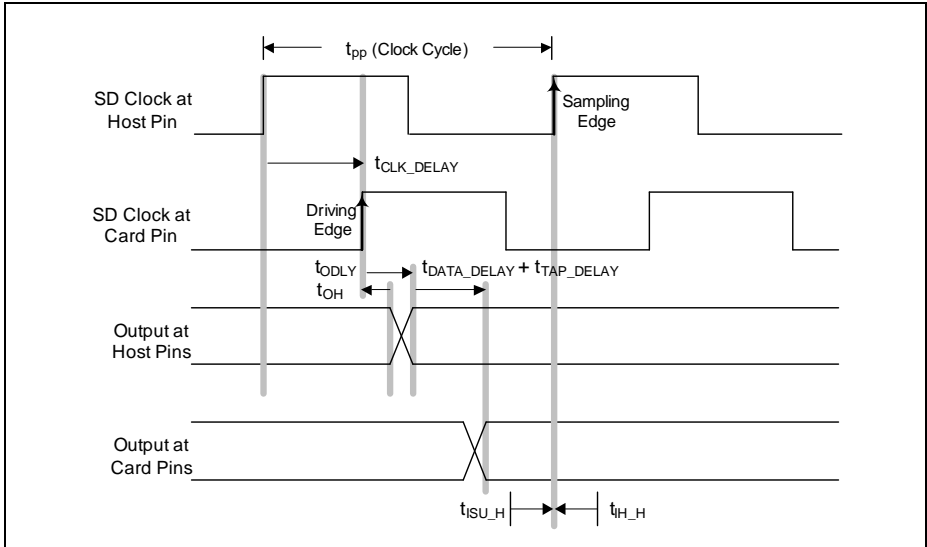 tpp (Clock Cycle)
SD Clock at
Host Pin
Sampling
Edge
tCLK_DELAY
SD Clock at
Card Pin
Driving
Edge
tODLY
tDATA_DELAY + tTAP_DELAY
tOH
Output at
Host Pins
Output at
Card Pins
tISU_H
tIH_H